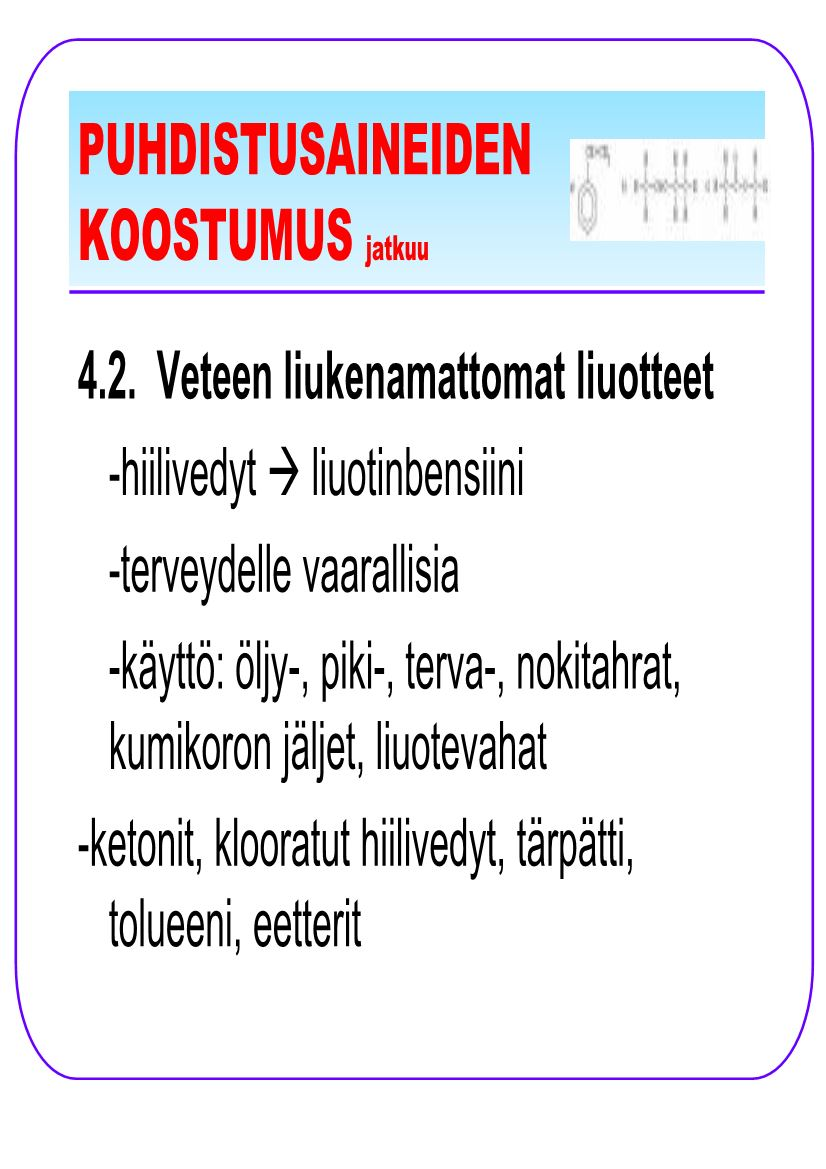 PUHDISTUSAINEIDEN
KOOSTUMUS jatkuu
4.2. Veteen liukenamattomat liuotteet
-hiilivedyt → liuotinbensiini
-terveydelle vaarallisia
-käyttö: öljy-, piki-, terva-, nokitahrat,
kumikoron jäljet, liuotevahat
-ketonit, klooratut hiilivedyt, tärpätti,
tolueeni, eetterit